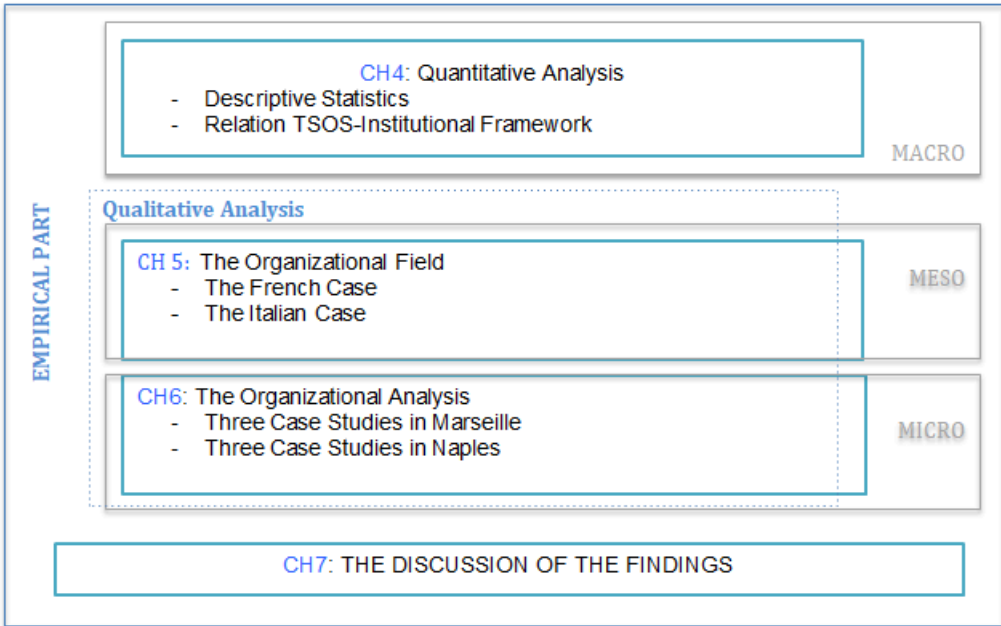 CH4: Quantitative Analysis
- Descriptive Statistics
- Relation TSOS-Institutional Framework
MACRO
EMPIRICAL PART
Qualitative Analysis
CH 5: The Organizational Field
- The French Case
- The Italian Case
MESO
CH6: The Organizational Analysis
- Three Case Studies in Marseille
- Three Case Studies in Naples
MICRO
CH7: THE DISCUSSION OF THE FINDINGS